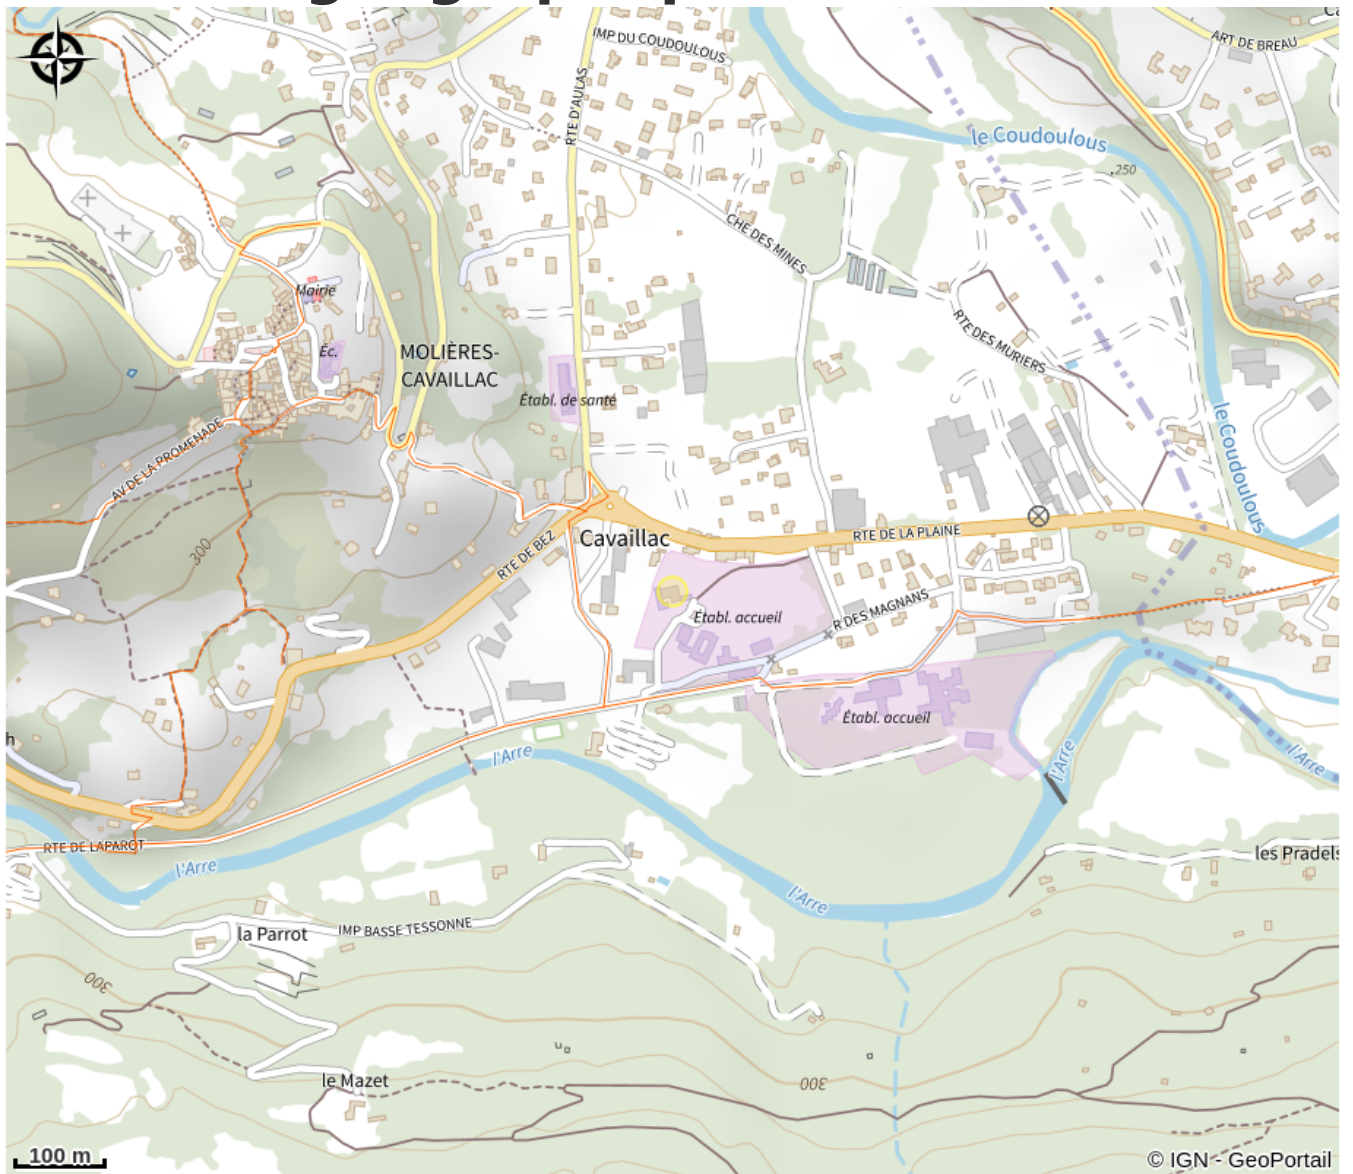 IMP DU COUDOULOUS
ART DE BREAU
RTE D'AULAS
le Coudoulous
250
CHE DES MINES
Mairie
RTE DES MURIERS
Éc.
MOLIÈRES-
CAVAILLAC
Établ. de santé
le Coudoulous
AV DE LA PROMENADE
300
RTE DE BEZ
Cavaillac
RTE DE LA PLAINE
Établ. accueil
R DES MAGNANS
Établ. accueil
h
l'Arre
l'Arre
l'Arre
RTE DE LAPAROT
l'Arre
les Pradels
l'Arre
la Parrot
IMP BASSE TESSONNE
300
le Mazet
300
100 m
© IGN - GeoPortail